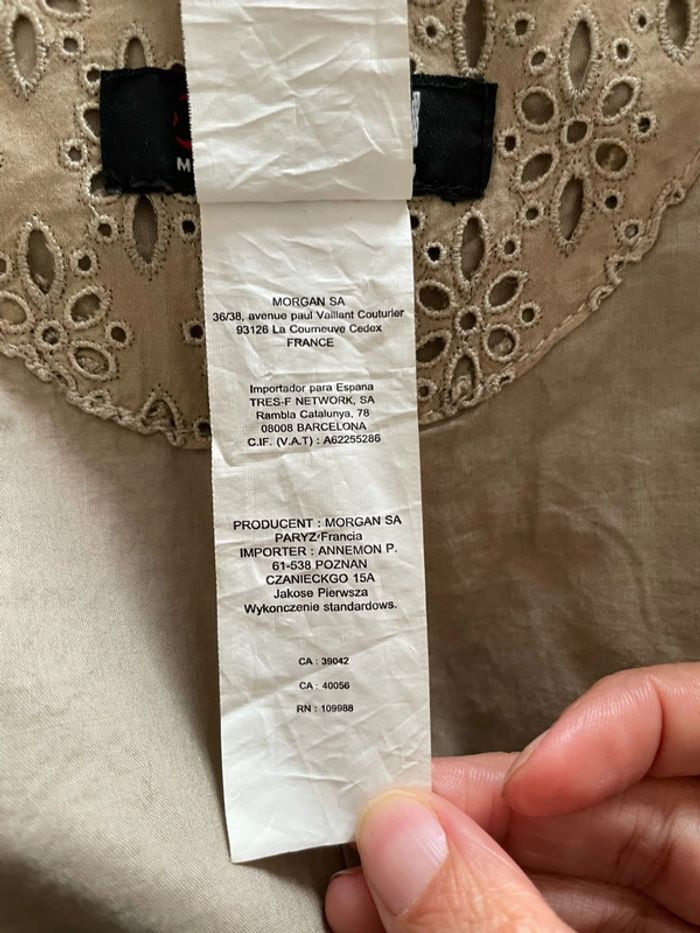 M
MORGAN SA
36/38, avenue paul Vaillant Couturier
93126 La Courneuve Cedex
FRANCE
Importador para Espana
TRES-F NETWORK, SA
Rambla Catalunya, 78
08008 BARCELONA
C.IF. (V.A.T) : A62255286
PRODUCENT : MORGAN SA
PARYZ/Francia
IMPORTER : ANNEMON P.
61-538 POZNAN
CZANIECKGO 15A
Jakose Pierwsza
Wykonczenie standardows.
CA : 39042
CA : 40056
RN : 109988